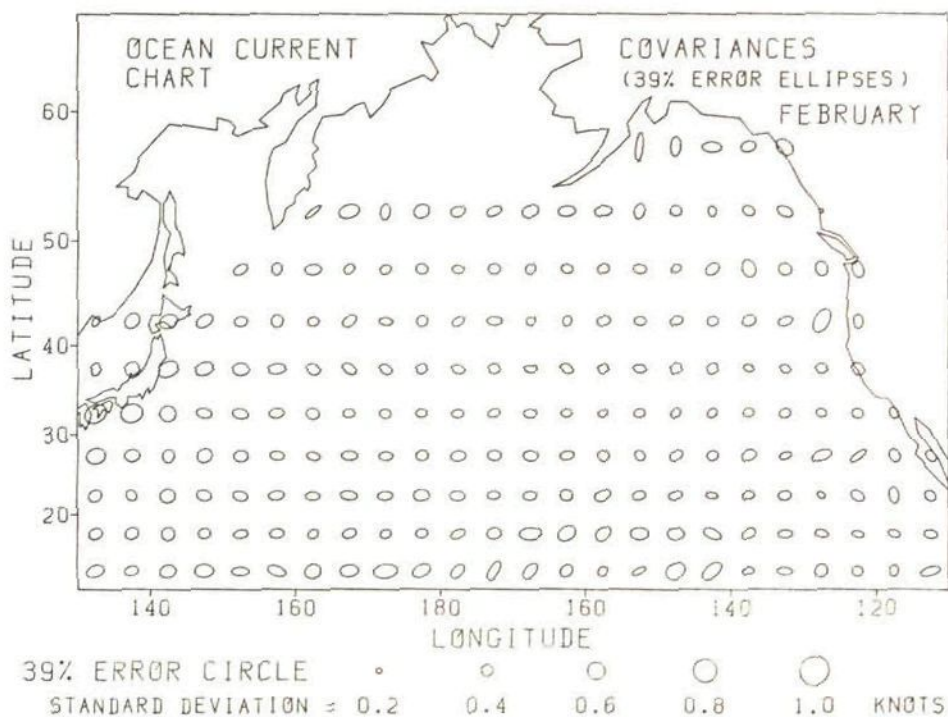 OCEAN CURRENT
CHART
COVARIANCES
(39% ERROR ELLIPSES)
FEBRUARY
60
50
40
30
20
LATITUDE
140 160 180 160 140 120
LONGITUDE
39% ERROR CIRCLE
STANDARD DEVIATION = 0.2 0.4 0.6 0.8 1.0 KNOTS